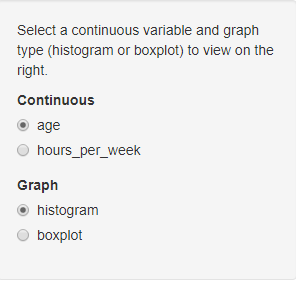 Select a continuous variable and graph
type (histogram or boxplot) to view on the
right.
Continuous
age
hours_per_week
Graph
histogram
boxplot